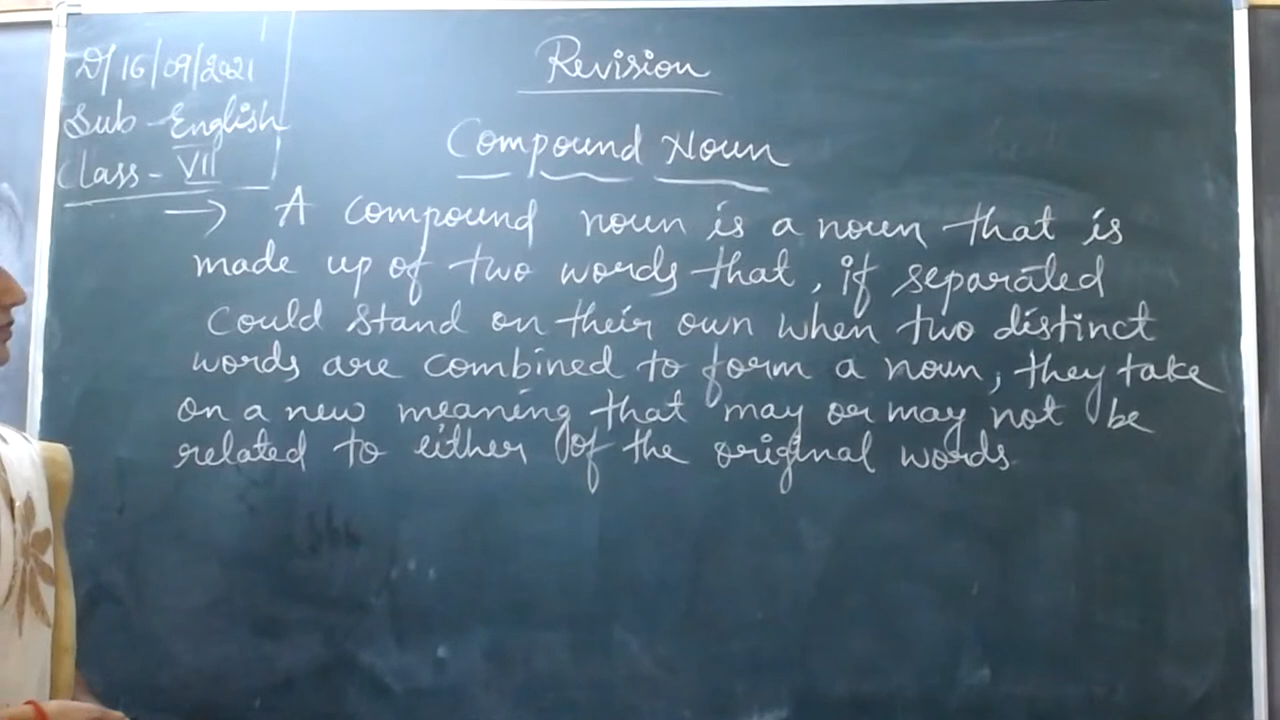 D/ 16/09/2021
Sub - English
Class - VII
Revision
Compound Noun
→ A compound noun is a noun that is
made up of two words that, if separated
could stand on their own when two distinct
words are combined to form a noun, they take
on a new meaning that may or may not be
related to either of the original words.